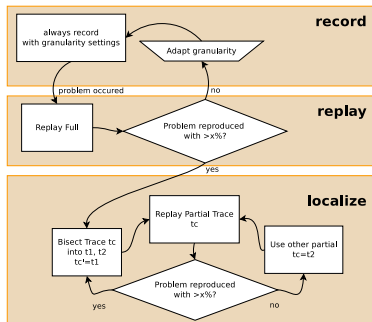 record
always record
with granularity settings
Adapt granularity
problem occured
no
replay
Replay Full
Problem reproduced
with >x%?
yes
localize
Replay Partial Trace
tc
Bisect Trace tc
into t1, t2
tc'=t1
Use other partial
tc=t2
Problem reproduced
with >x%?
yes
no